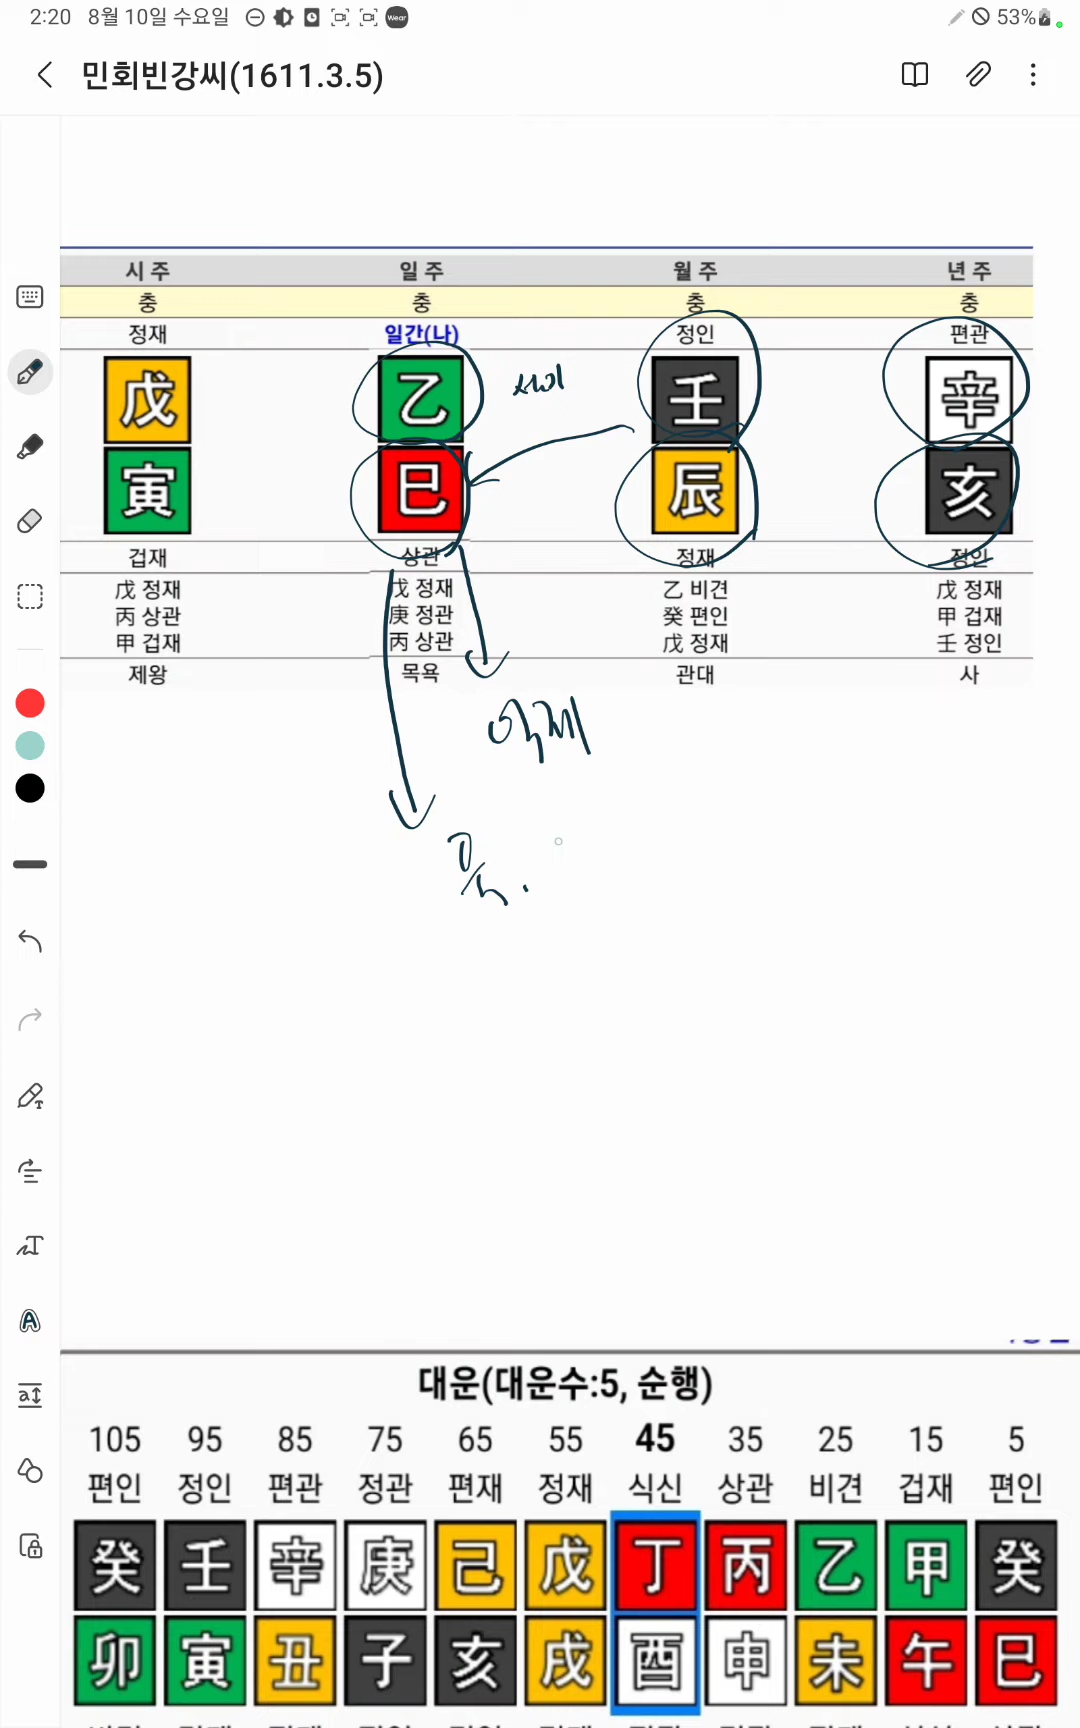 2:20 8월 10일 수요일 Wear 53%
민회빈강씨(1611.3.5)
시주 일주 월주 년주
충 충 충 충
정재 일간(나) 정인 편관
戊 乙 壬 辛
寅 巳 辰 亥
겁재 상관 정재 정인
戊 정재 戊 정재 乙 비견 戊 정재
丙 상관 庚 정관 癸 편인 甲 겁재
甲 겁재 丙 상관 戊 정재 壬 정인
제왕 목욕 관대 사
억제
대운(대운수:5, 순행)
105 95 85 75 65 55 45 35 25 15 5
편인 정인 편관 정관 편재 정재 식신 상관 비견 겁재 편인
癸 壬 辛 庚 己 戊 丁 丙 乙 甲 癸
卯 寅 丑 子 亥 戌 酉 申 未 午 巳